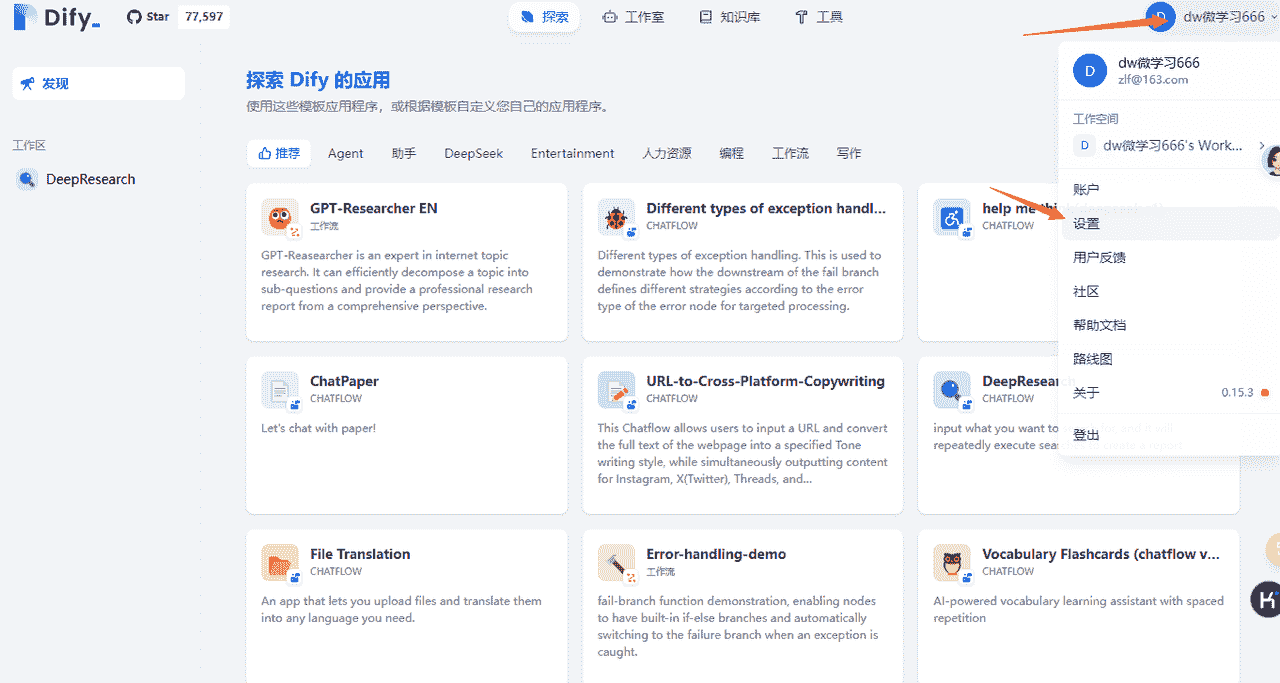 Dify_
Star 77,597
探索
工作室
知识库
工具
D dw微学习666
发现
工作区
DeepResearch
探索 Dify 的应用
使用这些模板应用程序，或根据模板自定义您自己的应用程序。
推荐 Agent 助手 DeepSeek Entertainment 人力资源 编程 工作流 写作
GPT-Researcher EN
工作流
GPT-Reasearcher is an expert in internet topic
research. It can efficiently decompose a topic into
sub-questions and provide a professional research
report from a comprehensive perspective.
Different types of exception handl...
CHATFLOW
Different types of exception handling. This is used to
demonstrate how the downstream of the fail branch
defines different strategies according to the error
type of the error node for targeted processing.
help me
CHATFLOW
ChatPaper
CHATFLOW
Let's chat with paper!
URL-to-Cross-Platform-Copywriting
CHATFLOW
This Chatflow allows users to input a URL and convert
the full text of the webpage into a specified Tone
writing style, while simultaneously outputting content
for Instagram, X(Twitter), Threads, and...
DeepResearch
CHATFLOW
input what you want to
repeatedly execute
File Translation
CHATFLOW
An app that lets you upload files and translate them
into any language you need.
Error-handling-demo
工作流
fail-branch function demonstration, enabling nodes
to have built-in if-else branches and automatically
switching to the failure branch when an exception is
caught.
Vocabulary Flashcards (chatflow v...
CHATFLOW
AI-powered vocabulary learning assistant with spaced
repetition
D
dw微学习666
zlf@163.com
工作空间
D dw微学习666's Work...
账户
设置
用户反馈
社区
帮助文档
路线图
关于 0.15.3
登出